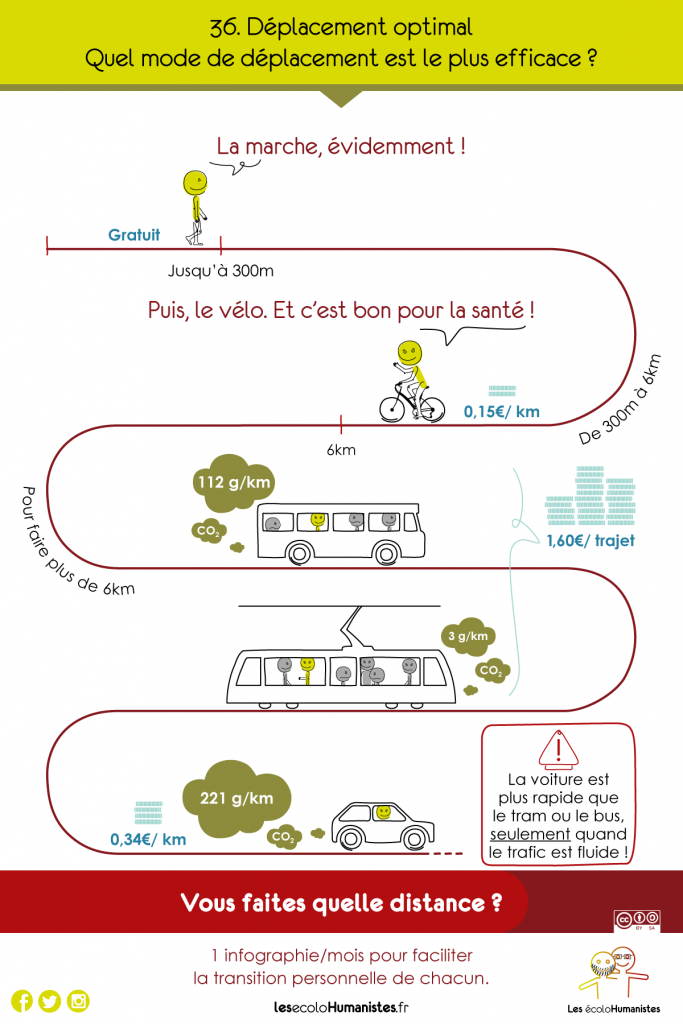 36. Déplacement optimal
Quel mode de déplacement est le plus efficace ?
La marche, évidemment !
Gratuit
Jusqu'à 300m
Puis, le vélo. Et c'est bon pour la santé !
0,15€/ km
De 300m à 6km
6km
112 g/km
CO₂
1,60€/ trajet
Pour faire plus de 6km
3 g/km
CO₂
La voiture est
plus rapide que
le tram ou le bus,
seulement quand
le trafic est fluide !
221 g/km
CO₂
0,34€/ km
Vous faites quelle distance ?
CC BY SA
1 infographie/mois pour faciliter
la transition personnelle de chacun.
lesecoloHumanistes.fr
Les écoloHumanistes